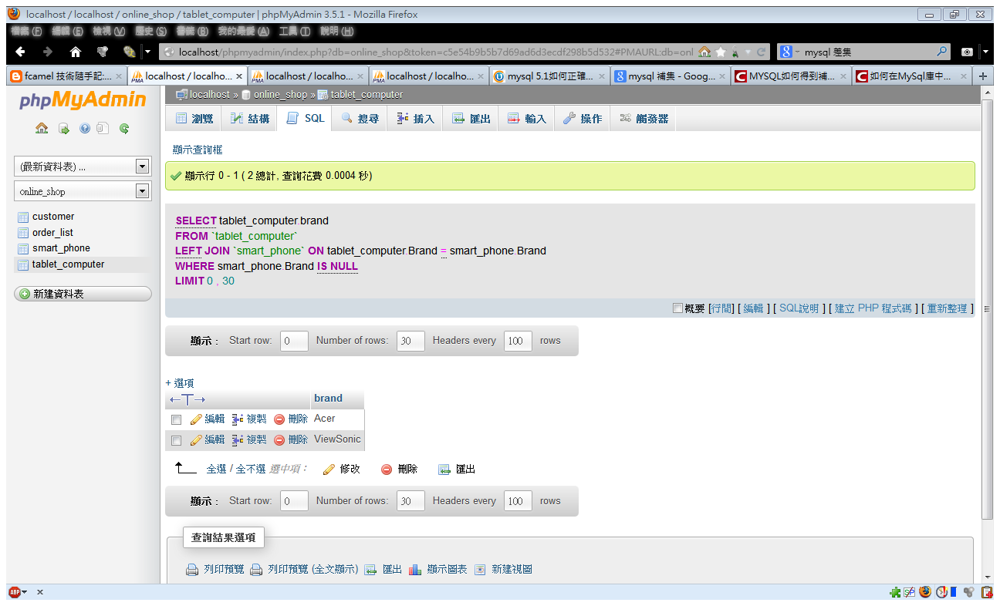 localhost / localhost / online_shop / tablet_computer | phpMyAdmin 3.5.1 - Mozilla Firefox
檔案 (F) 編輯 (E) 檢視 (V) 歷史 (S) 書籤 (B) 我的最愛 (A) 工具 (T) 說明 (H)
localhost/phpmyadmin/index.php?db=online_shop&token=c5e54b9b5b7d69ad6d3ecdf298b5d532#PMAURL:db=onl mysql 差集
fcamel 技術隨手記:... localhost / localho... localhost / localho... localhost / localho... mysql 5.1如何正確... mysql 補集 - Goog... MYSQL如何得到補... 如何在MySql庫中...
phpMyAdmin
localhost » online_shop » tablet_computer
瀏覽 結構 SQL 搜尋 插入 匯出 輸入 操作 觸發器
(最新資料表) ...
online_shop
customer
order_list
smart_phone
tablet_computer
新建資料表
顯示查詢框
顯示行 0 - 1 ( 2 總計, 查詢花費 0.0004 秒)
SELECT tablet_computer.brand
FROM `tablet_computer`
LEFT JOIN `smart_phone` ON tablet_computer.Brand = smart_phone.Brand
WHERE smart_phone.Brand IS NULL
LIMIT 0 , 30
概要 [行間] [ 編輯 ] [ SQL說明 ] [ 建立 PHP 程式碼 ] [ 重新整理 ]
顯示 : Start row: 0 Number of rows: 30 Headers every 100 rows
+ 選項
←T→ brand
編輯 複製 刪除 Acer
編輯 複製 刪除 ViewSonic
全選 / 全不選 選中項： 修改 刪除 匯出
顯示 : Start row: 0 Number of rows: 30 Headers every 100 rows
查詢結果選項
列印預覽 列印預覽 (全文顯示) 匯出 顯示圖表 新建視圖
ABP